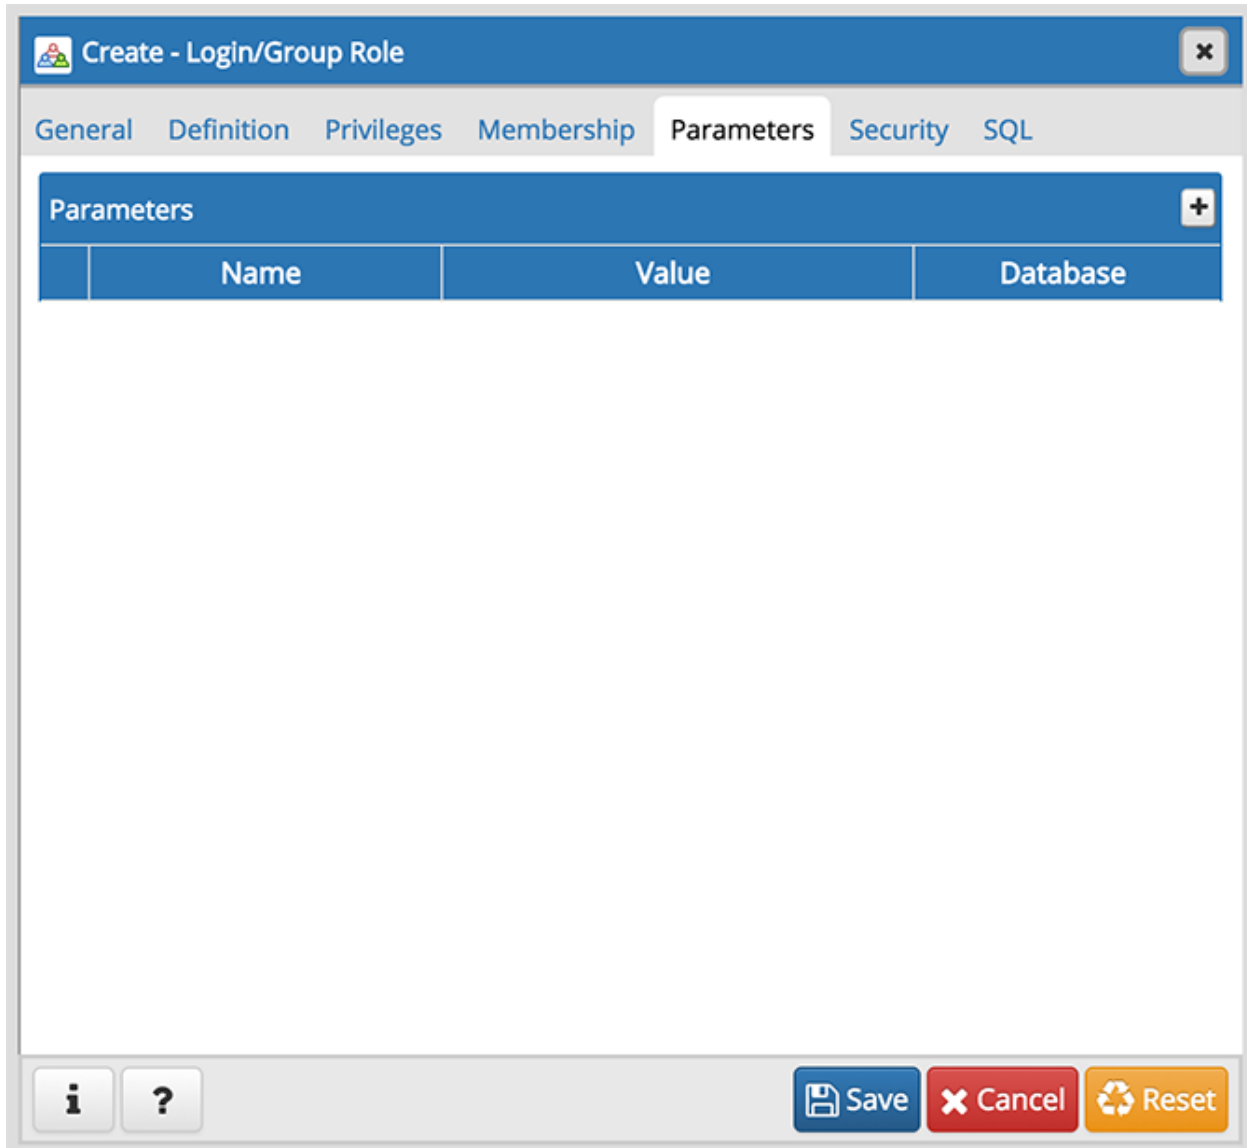 Create - Login/Group Role
General Definition Privileges Membership Parameters Security SQL
Parameters
Name Value Database
i ? Save Cancel Reset